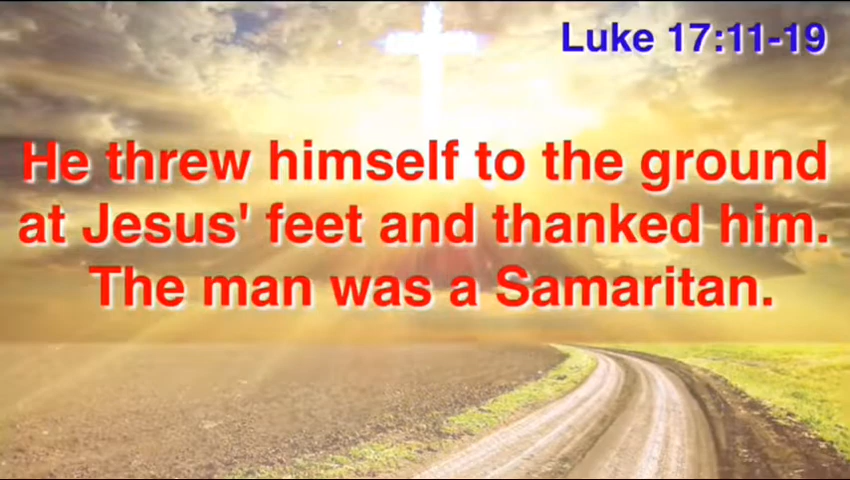 Luke 17:11-19
He threw himself to the ground
at Jesus' feet and thanked him.
The man was a Samaritan.